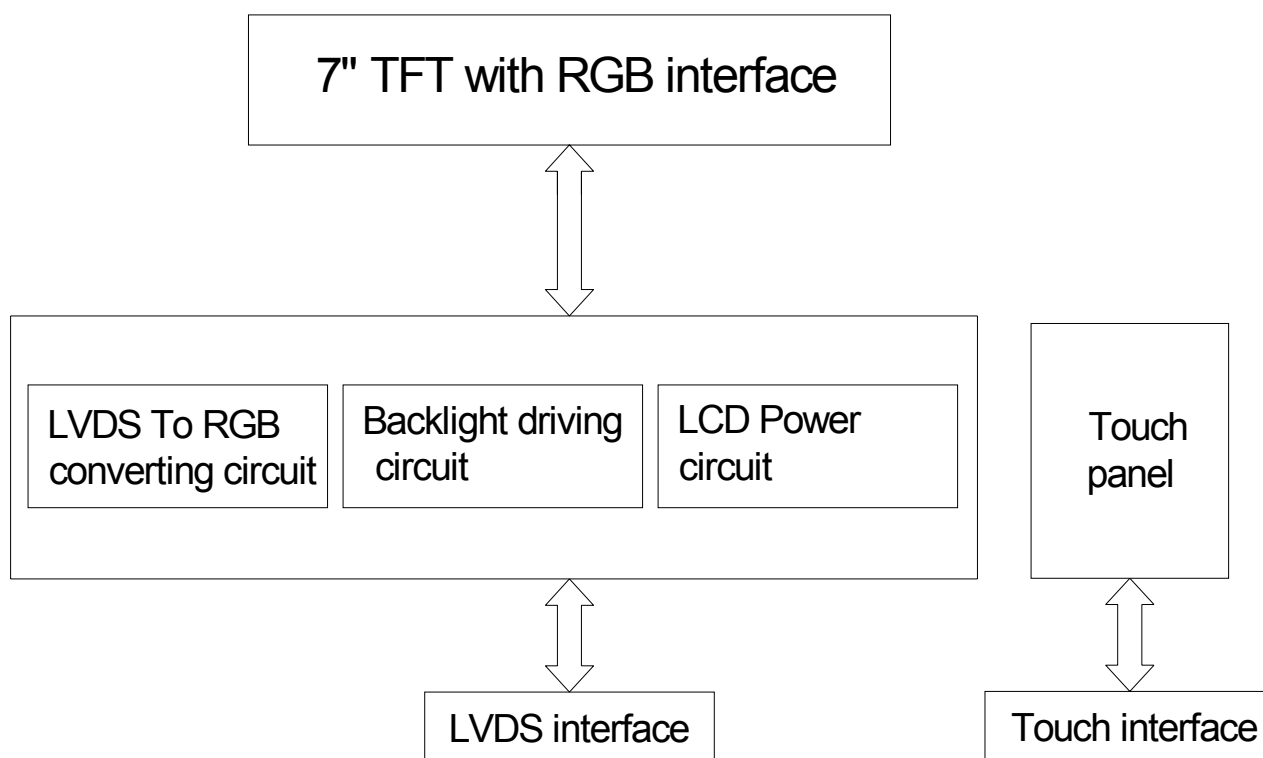 7" TFT with RGB interface
LVDS To RGB
converting circuit
Backlight driving
circuit
LCD Power
circuit
Touch
panel
LVDS interface
Touch interface